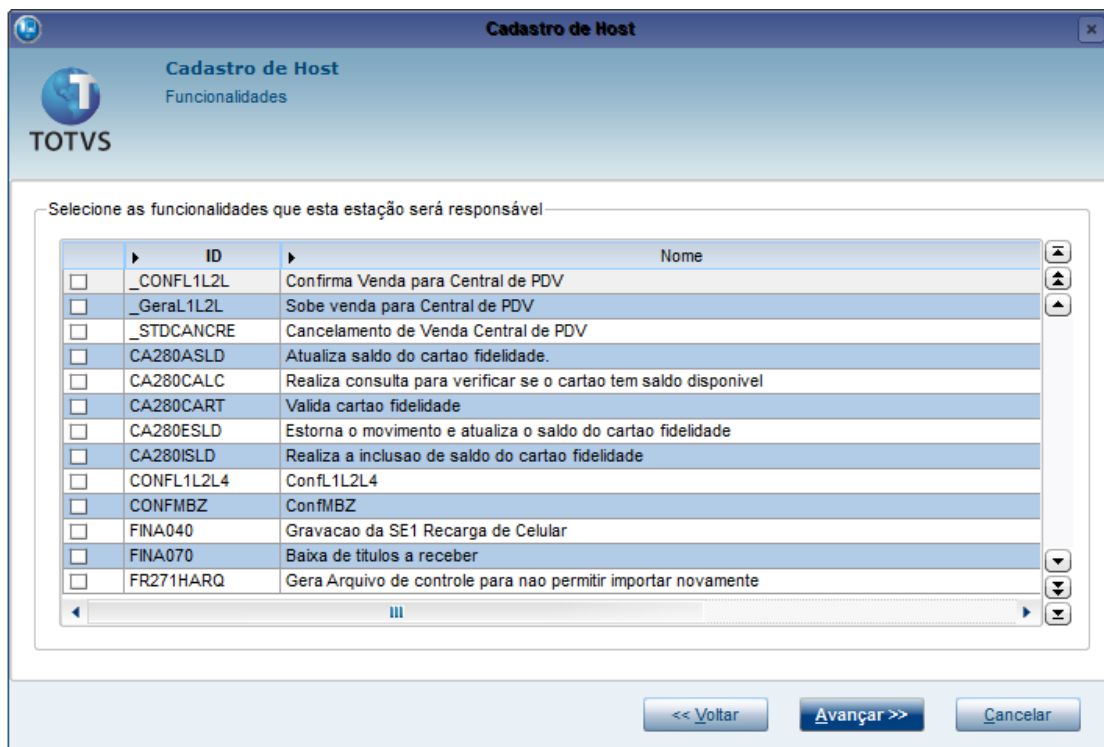 Cadastro de Host
Cadastro de Host
Funcionalidades
TOTVS
Selecione as funcionalidades que esta estação será responsável
ID Nome
_CONFL1L2L Confirma Venda para Central de PDV
_GeraL1L2L Sobe venda para Central de PDV
_STDCANCRE Cancelamento de Venda Central de PDV
CA280ASLD Atualiza saldo do cartao fidelidade.
CA280CALC Realiza consulta para verificar se o cartao tem saldo disponivel
CA280CART Valida cartao fidelidade
CA280ESLD Estorna o movimento e atualiza o saldo do cartao fidelidade
CA280ISLD Realiza a inclusao de saldo do cartao fidelidade
CONFL1L2L4 ConfL1L2L4
CONFMBZ ConfMBZ
FINA040 Gravacao da SE1 Recarga de Celular
FINA070 Baixa de titulos a receber
FR271HARQ Gera Arquivo de controle para nao permitir importar novamente
<< Voltar Avançar >> Cancelar